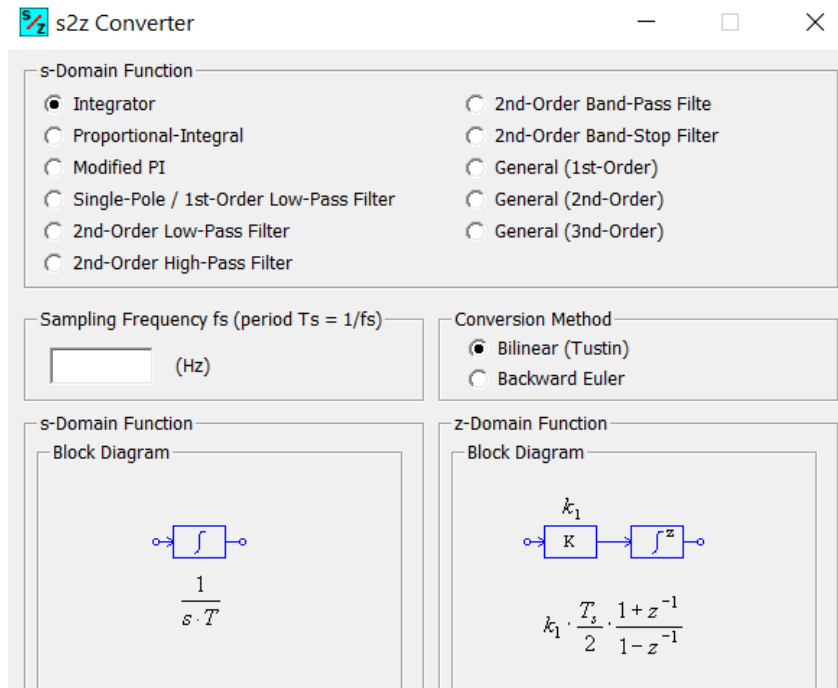 s/z s2z Converter
s-Domain Function
Integrator
Proportional-Integral
Modified PI
Single-Pole / 1st-Order Low-Pass Filter
2nd-Order Low-Pass Filter
2nd-Order High-Pass Filter
2nd-Order Band-Pass Filte
2nd-Order Band-Stop Filter
General (1st-Order)
General (2nd-Order)
General (3nd-Order)
Sampling Frequency fs (period Ts = 1/fs)
(Hz)
Conversion Method
Bilinear (Tustin)
Backward Euler
s-Domain Function
Block Diagram
∫
1
s · T
z-Domain Function
Block Diagram
k₁
K ∫ᶻ
k₁ · Tₛ/2 · (1 + z⁻¹)/(1 − z⁻¹)